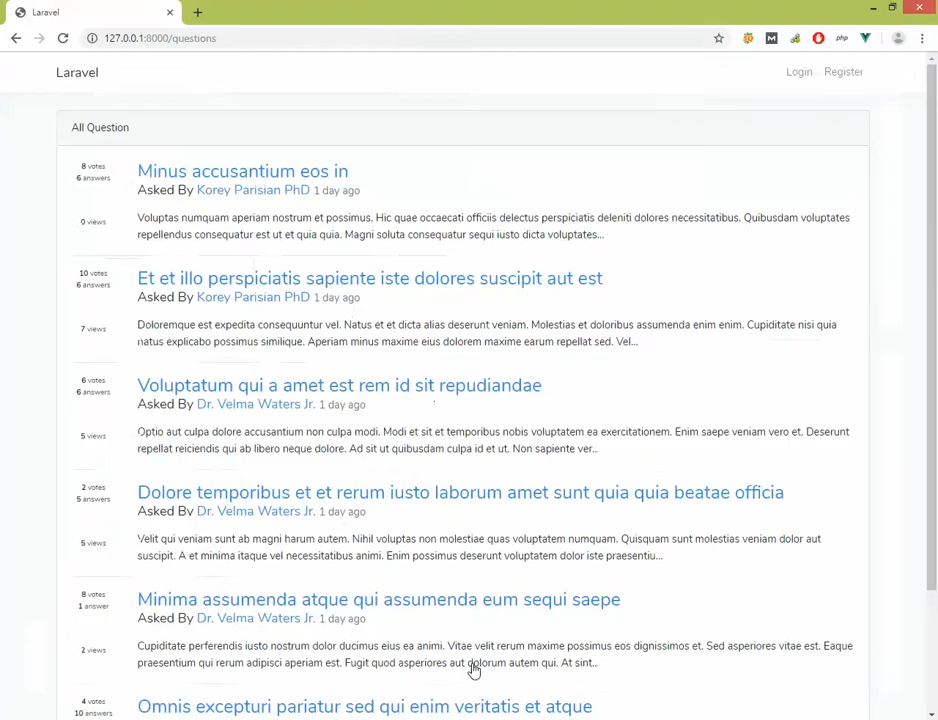 Laravel
127.0.0.1:8000/questions
M
php
Laravel
Login
Register
All Question
8 votes
6 answers
0 views
Minus accusantium eos in
Asked By Korey Parisian PhD 1 day ago
Voluptas numquam aperiam nostrum et possimus. Hic quae occaecati officiis delectus perspiciatis deleniti dolores necessitatibus. Quibusdam voluptates
repellendus consequatur est ut et quia quia. Magni soluta consequatur sequi iusto dicta voluptates...
10 votes
6 answers
7 views
Et et illo perspiciatis sapiente iste dolores suscipit aut est
Asked By Korey Parisian PhD 1 day ago
Doloremque est expedita consequuntur vel. Natus et et dicta alias deserunt veniam. Molestias et doloribus assumenda enim enim. Cupiditate nisi quia
natus explicabo possimus similique. Aperiam minus maxime eius dolorem maxime earum repellat sed. Vel...
6 votes
6 answers
5 views
Voluptatum qui a amet est rem id sit repudiandae
Asked By Dr. Velma Waters Jr. 1 day ago
Optio aut culpa dolore accusantium non culpa modi. Modi et sit et temporibus nobis voluptatem ea exercitationem. Enim saepe veniam vero et. Deserunt
repellat reiciendis qui ab libero neque dolore. Ad sit ut quibusdam culpa id et ut. Non sapiente ver...
2 votes
5 answers
5 views
Dolore temporibus et et rerum iusto laborum amet sunt quia quia beatae officia
Asked By Dr. Velma Waters Jr. 1 day ago
Velit qui veniam sunt ab magni harum autem. Nihil voluptas non molestiae quas voluptatem numquam. Quisquam sunt molestias veniam dolor aut
suscipit. A et minima itaque vel necessitatibus animi. Enim possimus deserunt voluptatem dolor iste praesentiu...
8 votes
1 answer
2 views
Minima assumenda atque qui assumenda eum sequi saepe
Asked By Dr. Velma Waters Jr. 1 day ago
Cupiditate perferendis iusto nostrum dolor ducimus eius ea animi. Vitae velit rerum maxime possimus eos dignissimos et. Sed asperiores vitae est. Eaque
praesentium qui rerum adipisci aperiam est. Fugit quod asperiores aut dolorum autem qui. At sint...
4 votes
10 answers
Omnis excepturi pariatur sed qui enim veritatis et atque